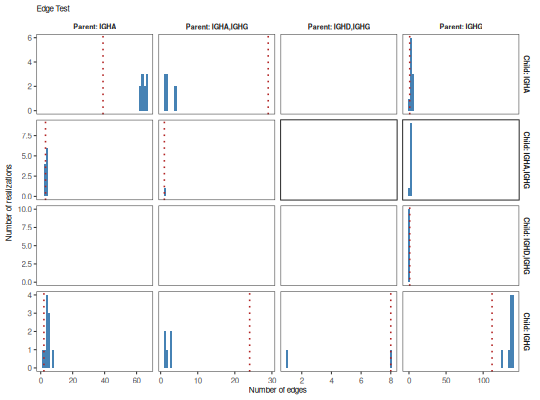 Edge Test
Parent: IGHA Parent: IGHA,IGHG Parent: IGHD,IGHG Parent: IGHG
Number of realizations
6
4
2
0
Child: IGHA
7.5
5.0
2.5
0.0
Child: IGHA,IGHG
10.0
7.5
5.0
2.5
0.0
Child: IGHD,IGHG
4
3
2
1
0
Child: IGHG
0 20 40 60 0 10 20 30 2 4 6 8 0 50 100
Number of edges